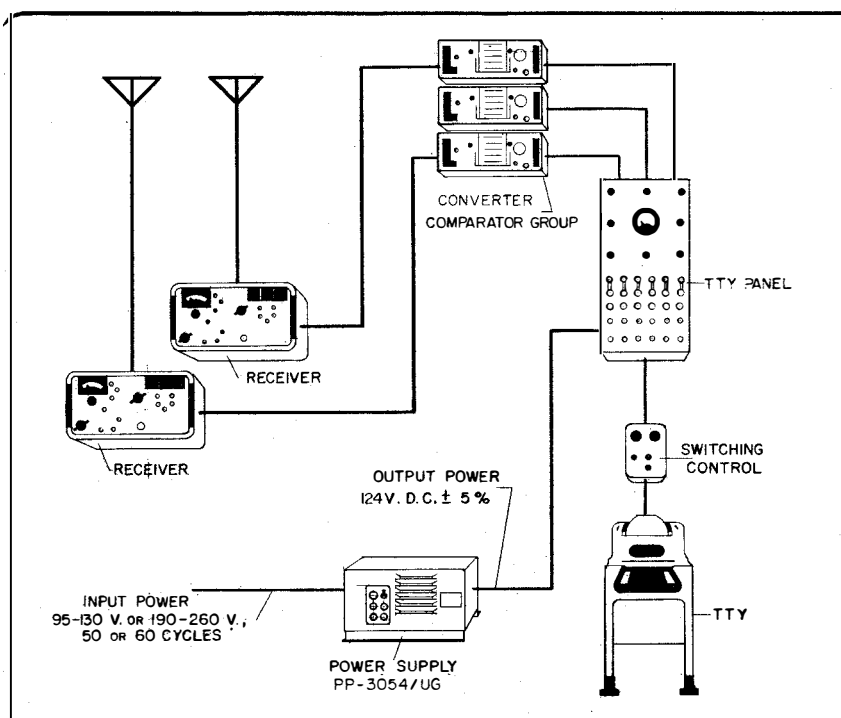 CONVERTER
COMPARATOR GROUP
TTY PANEL
RECEIVER
RECEIVER
SWITCHING
CONTROL
OUTPUT POWER
124V. D.C. ± 5%
INPUT POWER
95-130 V. OR 190-260 V.,
50 OR 60 CYCLES
TTY
POWER SUPPLY
PP-3054/UG